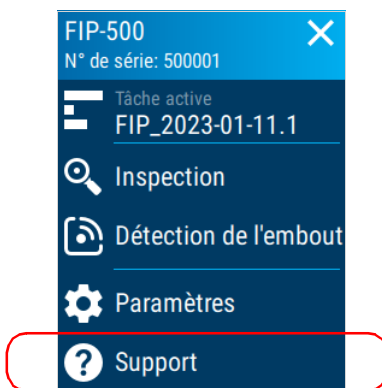 FIP-500
N° de série: 500001
Tâche active
FIP_2023-01-11.1
Inspection
Détection de l'embout
Paramètres
? Support